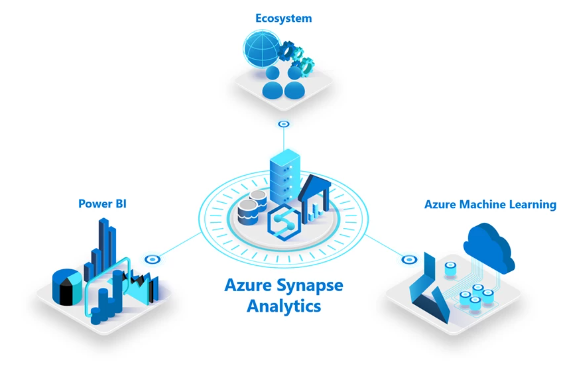 Ecosystem
Power BI
Azure Machine Learning
Azure Synapse
Analytics